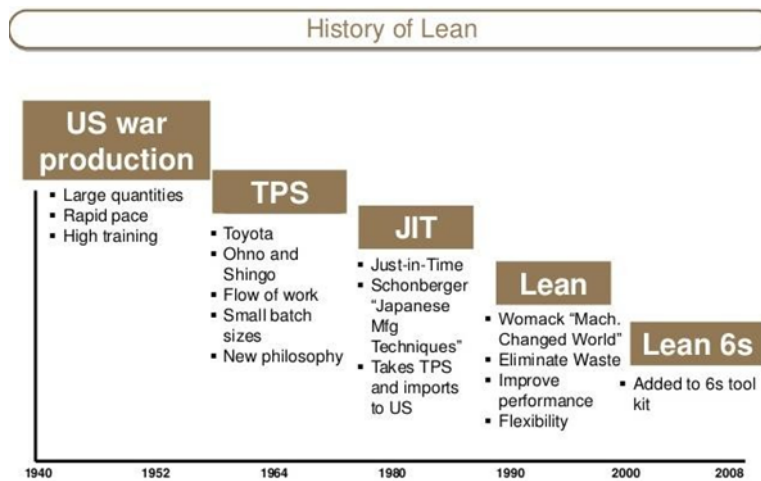 History of Lean
US war
production
▪ Large quantities
▪ Rapid pace
▪ High training
TPS
▪ Toyota
▪ Ohno and
Shingo
▪ Flow of work
▪ Small batch
sizes
▪ New philosophy
JIT
▪ Just-in-Time
▪ Schonberger
“Japanese
Mfg
Techniques”
▪ Takes TPS
and imports
to US
Lean
▪ Womack “Mach.
Changed World”
▪ Eliminate Waste
▪ Improve
performance
▪ Flexibility
Lean 6s
▪ Added to 6s tool
kit
1940 1952 1964 1980 1990 2000 2008